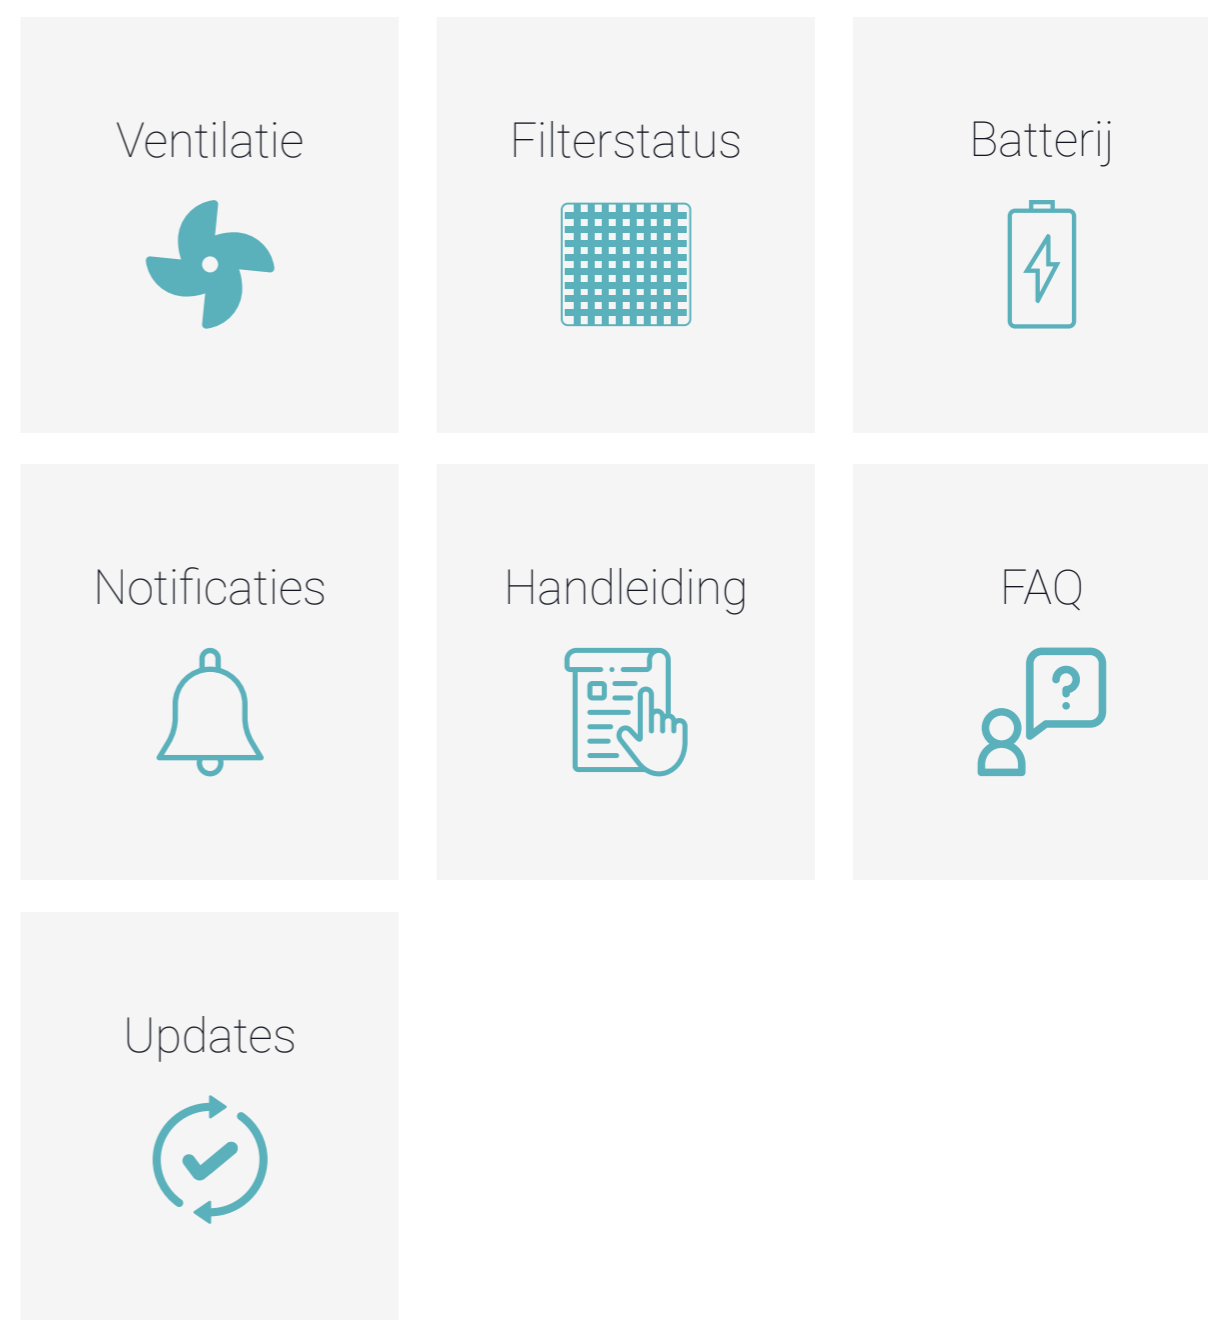 Ventilatie
Filterstatus
Batterij
Notificaties
Handleiding
FAQ
?
Updates